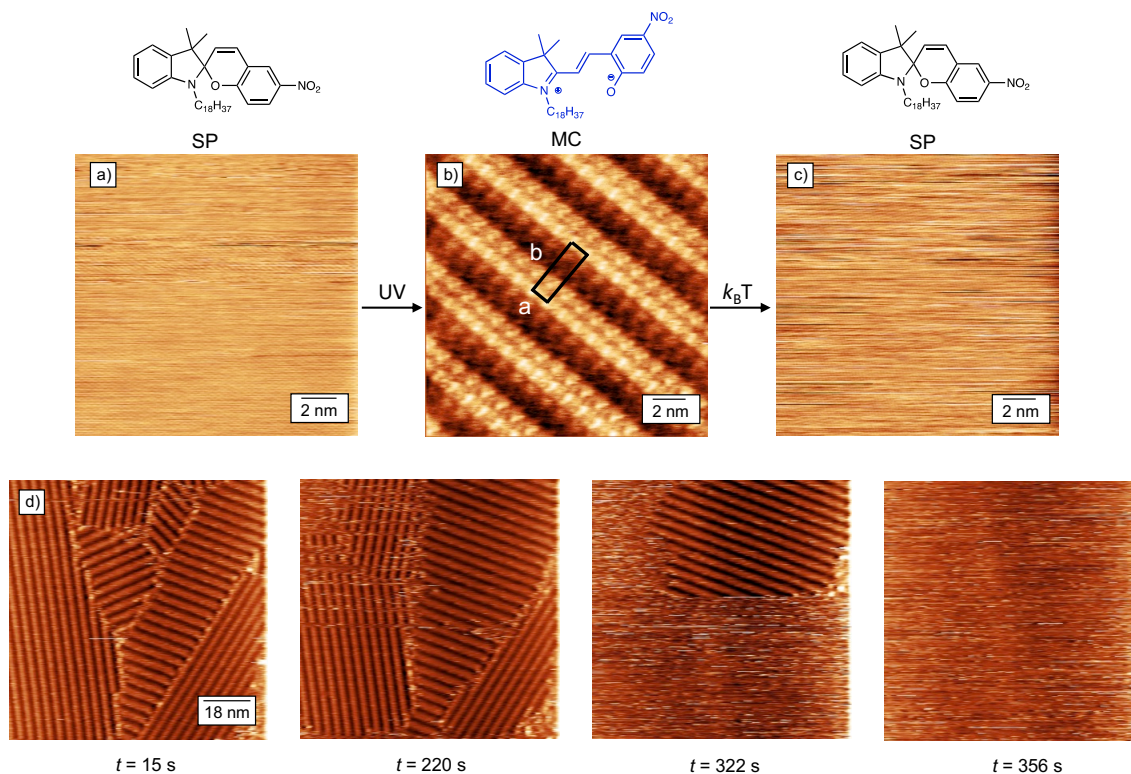 NO₂
N
O
C₁₈H₃₇
SP
N
⊕
⊖
O
NO₂
C₁₈H₃₇
MC
N
O
NO₂
C₁₈H₃₇
SP
a)
2 nm
UV
b)
b
a
2 nm
k_BT
c)
2 nm
d)
18 nm
t = 15 s
t = 220 s
t = 322 s
t = 356 s